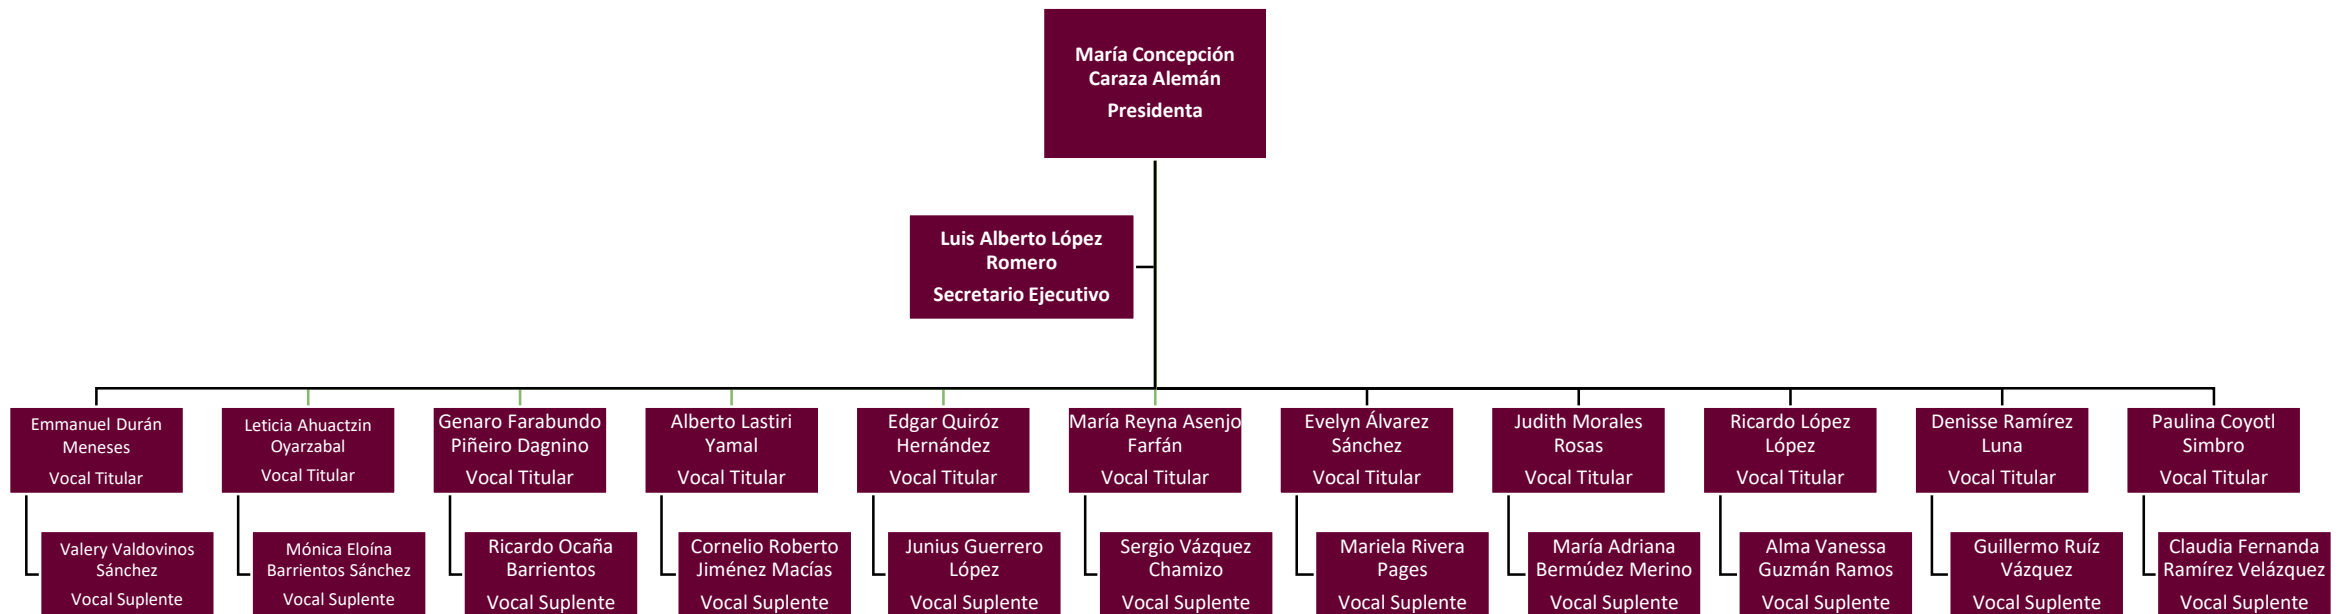 María Concepción
Caraza Alemán
Presidenta
Luis Alberto López
Romero
Secretario Ejecutivo
Emmanuel Durán
Meneses
Vocal Titular
Leticia Ahuactzin
Oyarzabal
Vocal Titular
Genaro Farabundo
Piñeiro Dagnino
Vocal Titular
Alberto Lastiri
Yamal
Vocal Titular
Edgar Quiróz
Hernández
Vocal Titular
María Reyna Asenjo
Farfán
Vocal Titular
Evelyn Álvarez
Sánchez
Vocal Titular
Judith Morales
Rosas
Vocal Titular
Ricardo López
López
Vocal Titular
Denisse Ramírez
Luna
Vocal Titular
Paulina Coyotl
Simbro
Vocal Titular
Valery Valdovinos
Sánchez
Vocal Suplente
Mónica Eloína
Barrientos Sánchez
Vocal Suplente
Ricardo Ocaña
Barrientos
Vocal Suplente
Cornelio Roberto
Jiménez Macías
Vocal Suplente
Junius Guerrero
López
Vocal Suplente
Sergio Vázquez
Chamizo
Vocal Suplente
Mariela Rivera
Pages
Vocal Suplente
María Adriana
Bermúdez Merino
Vocal Suplente
Alma Vanessa
Guzmán Ramos
Vocal Suplente
Guillermo Ruíz
Vázquez
Vocal Suplente
Claudia Fernanda
Ramírez Velázquez
Vocal Suplente